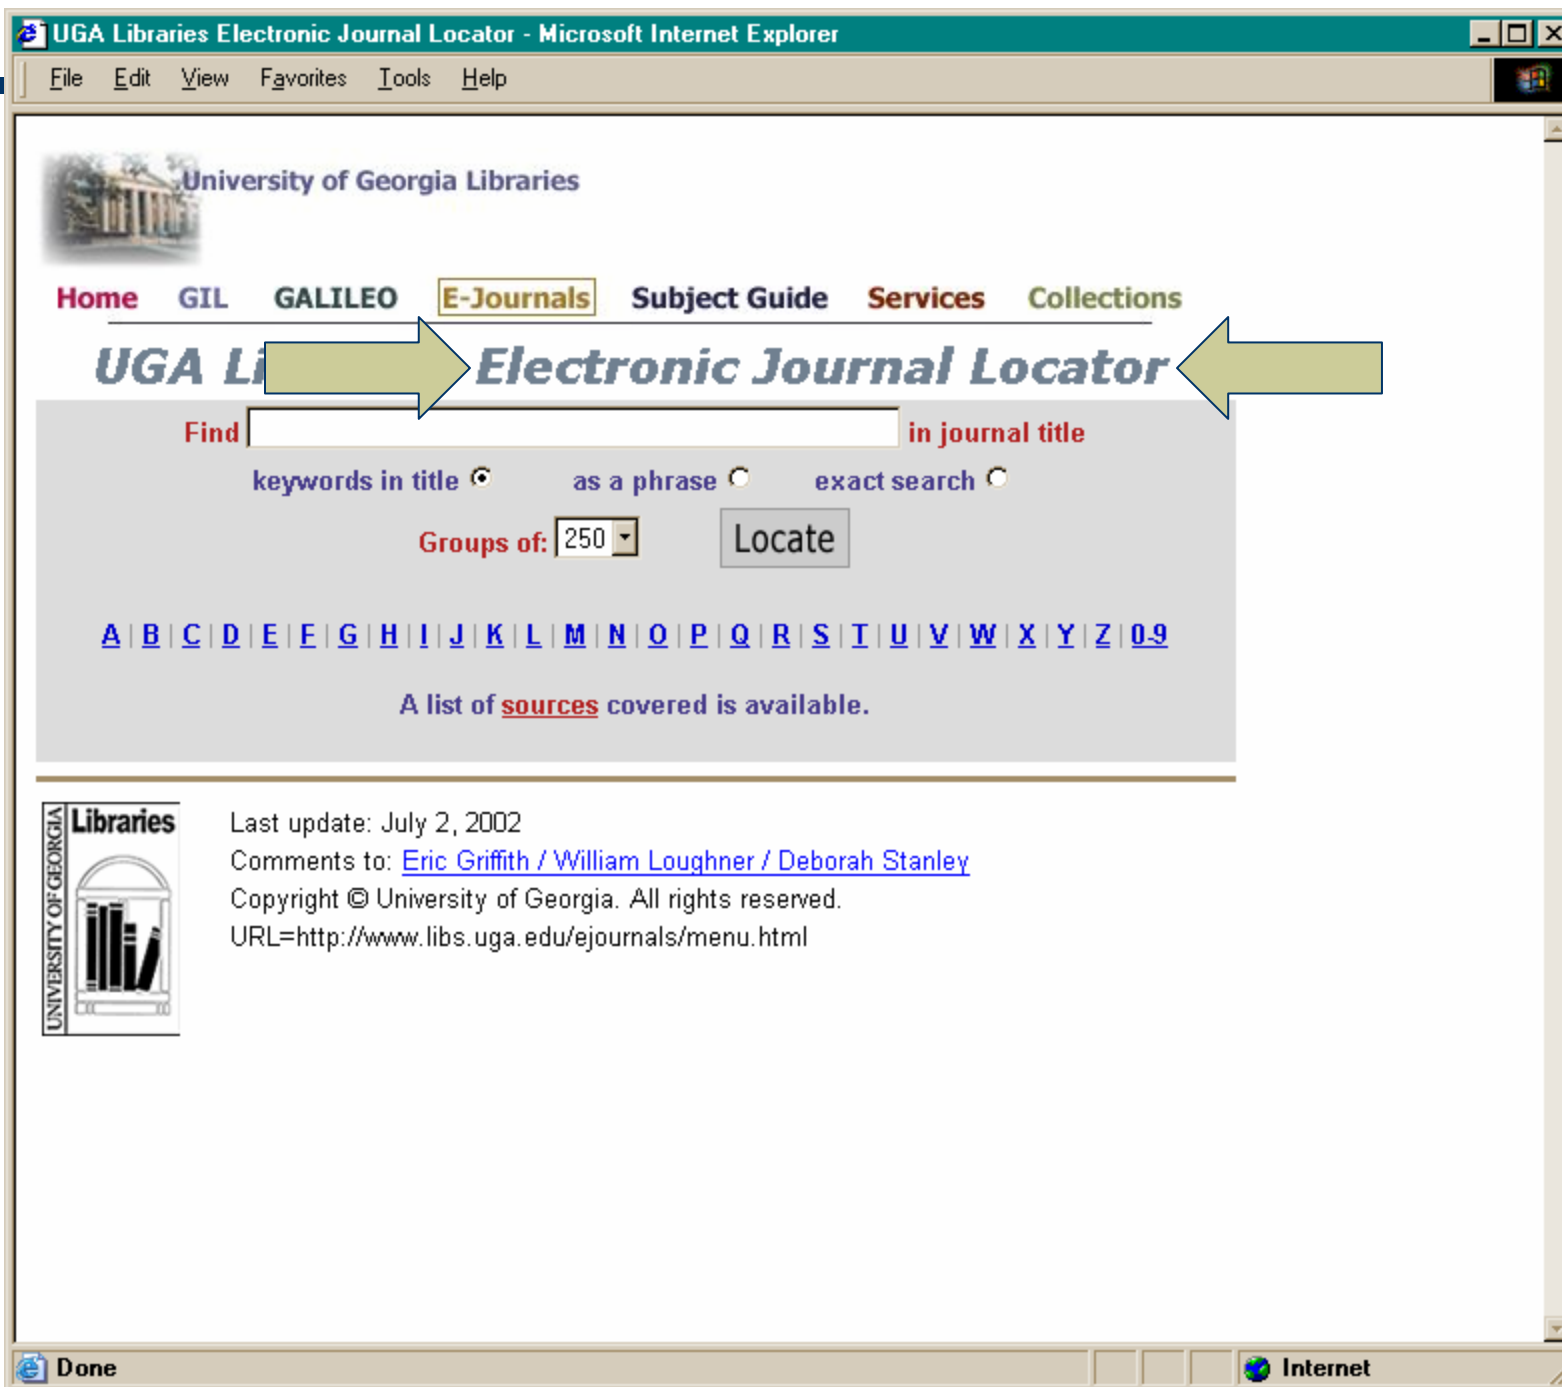 UGA Libraries Electronic Journal Locator - Microsoft Internet Explorer
File Edit View Favorites Tools Help
University of Georgia Libraries
Home GIL GALILEO E-Journals Subject Guide Services Collections
UGA Electronic Journal Locator
Find in journal title
keywords in title as a phrase exact search
Groups of: 250 Locate
A | B | C | D | E | F | G | H | I | J | K | L | M | N | O | P | Q | R | S | T | U | V | W | X | Y | Z | 0-9
A list of sources covered is available.
UNIVERSITY OF GEORGIA
Libraries
Last update: July 2, 2002
Comments to: Eric Griffith / William Loughner / Deborah Stanley
Copyright © University of Georgia. All rights reserved.
URL=http://www.libs.uga.edu/ejournals/menu.html
Done Internet